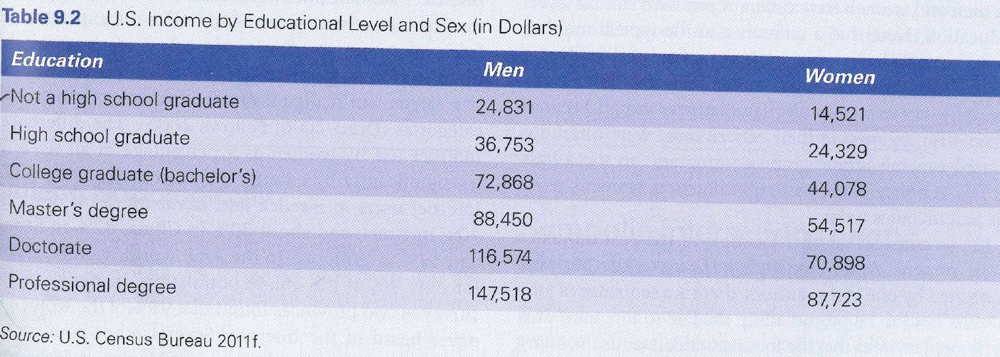 Table 9.2 U.S. Income by Educational Level and Sex (in Dollars)
Education Men Women
Not a high school graduate 24,831 14,521
High school graduate 36,753 24,329
College graduate (bachelor's) 72,868 44,078
Master's degree 88,450 54,517
Doctorate 116,574 70,898
Professional degree 147,518 87,723
Source: U.S. Census Bureau 2011f.